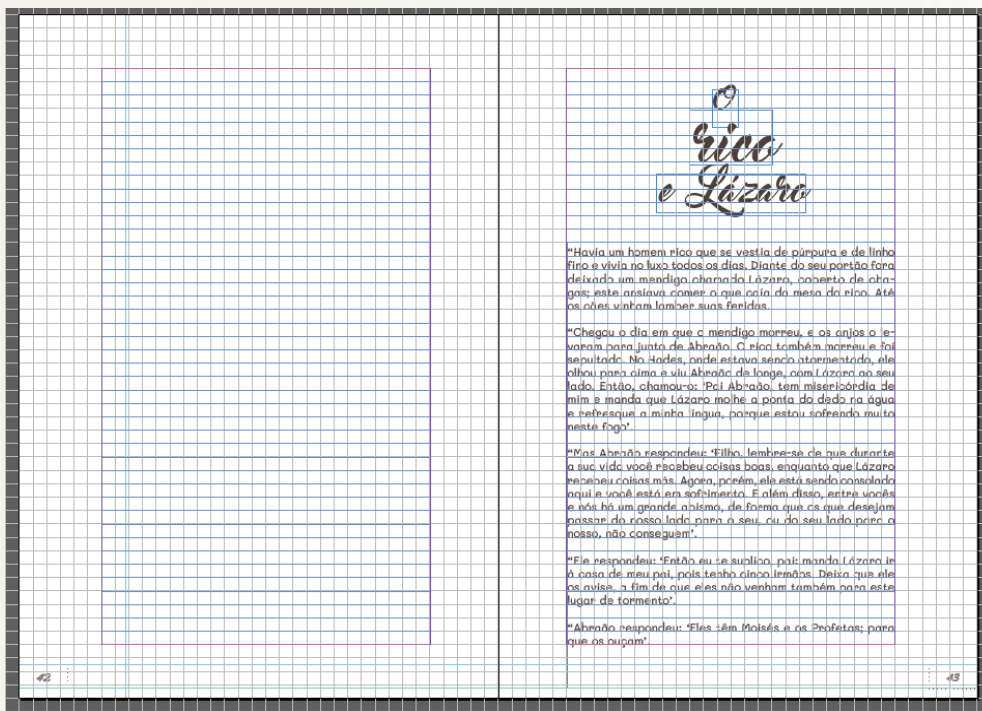 O
rico
e Lázaro
“Havia um homem rico que se vestia de púrpura e de linho
fino e vivia no luxo todos os dias. Diante do seu portão fora
deixado um mendigo chamado Lázaro, coberto de cha-
gas; este ansiava comer o que caía da mesa do rico. Até
os cães vinham lamber suas feridas.
“Chegou o dia em que o mendigo morreu, e os anjos o le-
varam para junto de Abraão. O rico também morreu e foi
sepultado. No Hades, onde estava sendo atormentado, ele
olhou para cima e viu Abraão de longe, com Lázaro ao seu
lado. Então, chamou-o: ‘Pai Abraão, tem misericórdia de
mim e manda que Lázaro molhe a ponta do dedo na água
e refresque a minha língua, porque estou sofrendo muito
neste fogo’.
“Mas Abraão respondeu: ‘Filho, lembre-se de que durante
a sua vida você recebeu coisas boas, enquanto que Lázaro
recebeu coisas más. Agora, porém, ele está sendo consolado
aqui e você está em sofrimento. E além disso, entre vocês
e nós há um grande abismo, de forma que os que desejam
passar do nosso lado para o seu, ou do seu lado para o
nosso, não conseguem’.
“Ele respondeu: ‘Então eu te suplico, pai: manda Lázaro ir
à casa de meu pai, pois tenho cinco irmãos. Deixa que ele
os avise, a fim de que eles não venham também para este
lugar de tormento’.
“Abraão respondeu: ‘Eles têm Moisés e os Profetas; para
que os ouçam’.
42
43